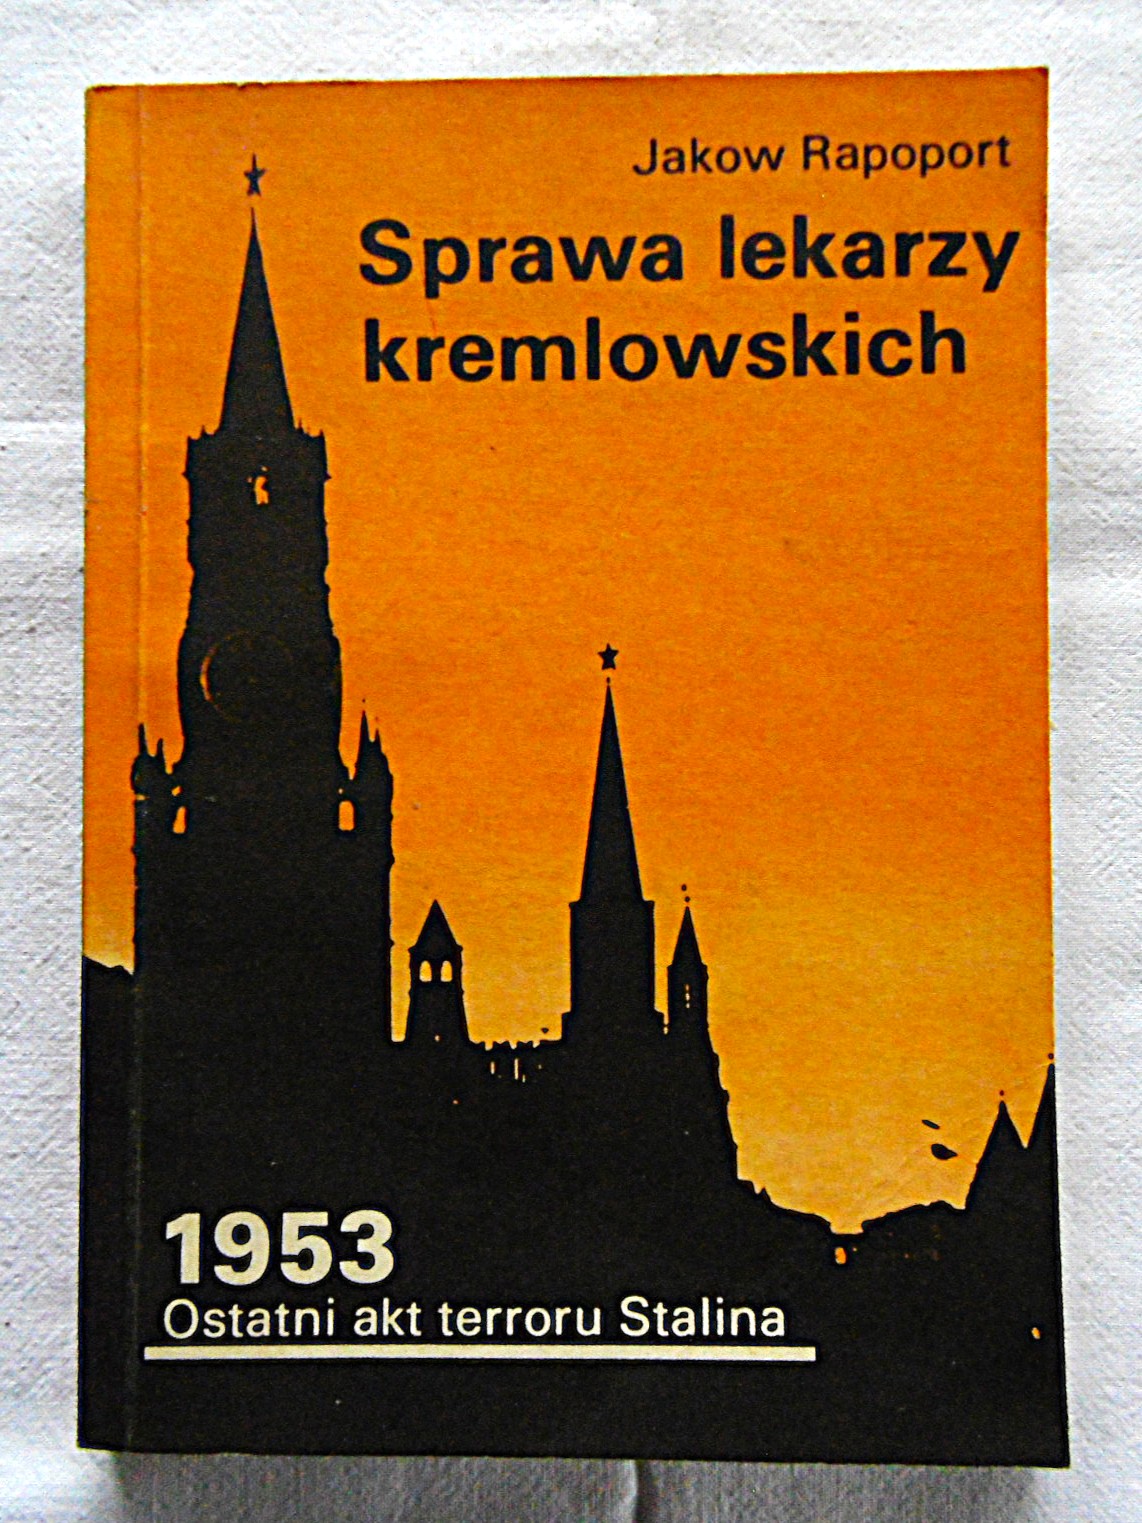 Jakow Rapoport
Sprawa lekarzy
kremlowskich
1953
Ostatni akt terroru Stalina